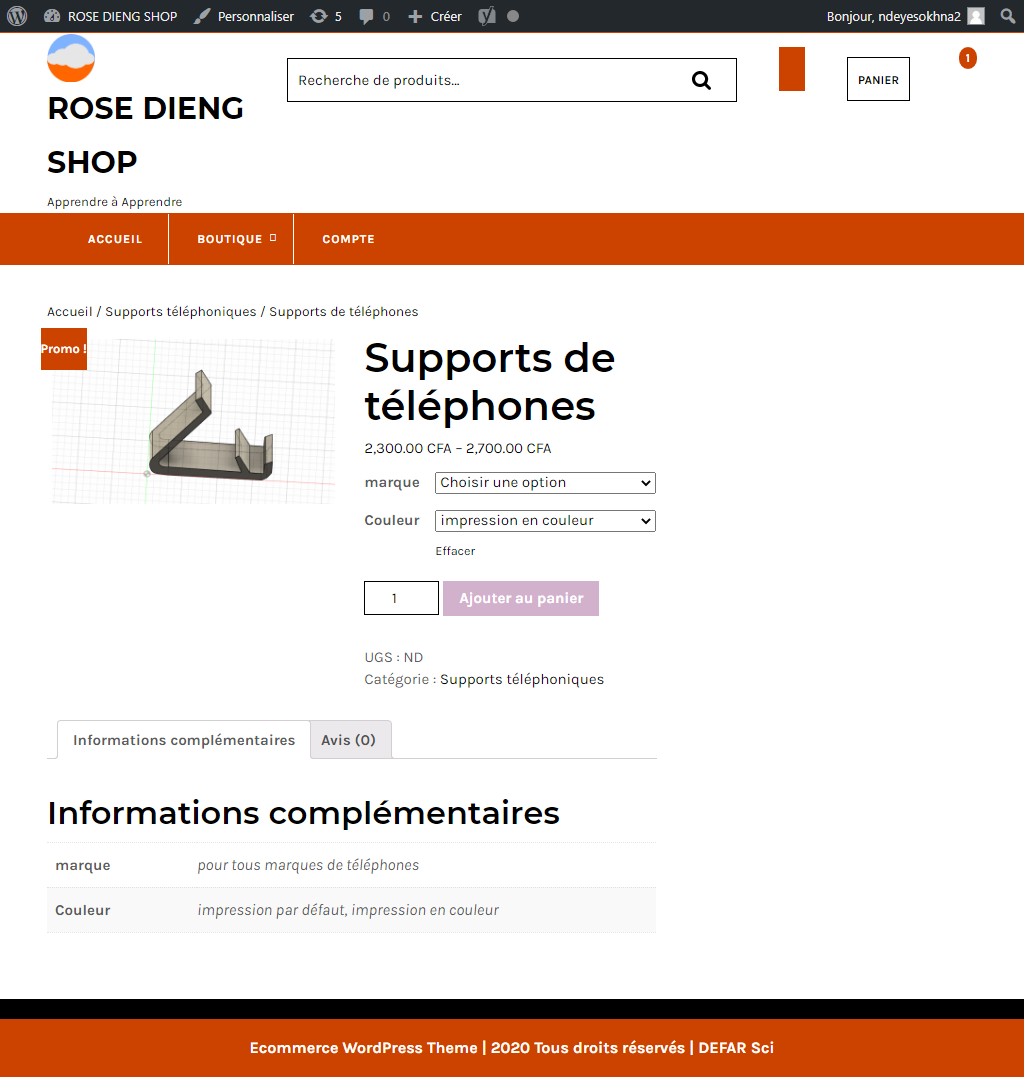 ROSE DIENG SHOP Personnaliser 5 0 Créer Bonjour, ndeyesokhna2
ROSE DIENG
SHOP
Apprendre à Apprendre
Recherche de produits…
PANIER
1
ACCUEIL BOUTIQUE COMPTE
Accueil / Supports téléphoniques / Supports de téléphones
Promo !
Supports de
téléphones
2,300.00 CFA – 2,700.00 CFA
marque Choisir une option
Couleur impression en couleur
Effacer
1 Ajouter au panier
UGS : ND
Catégorie : Supports téléphoniques
Informations complémentaires Avis (0)
Informations complémentaires
marque pour tous marques de téléphones
Couleur impression par défaut, impression en couleur
Ecommerce WordPress Theme | 2020 Tous droits réservés | DEFAR Sci